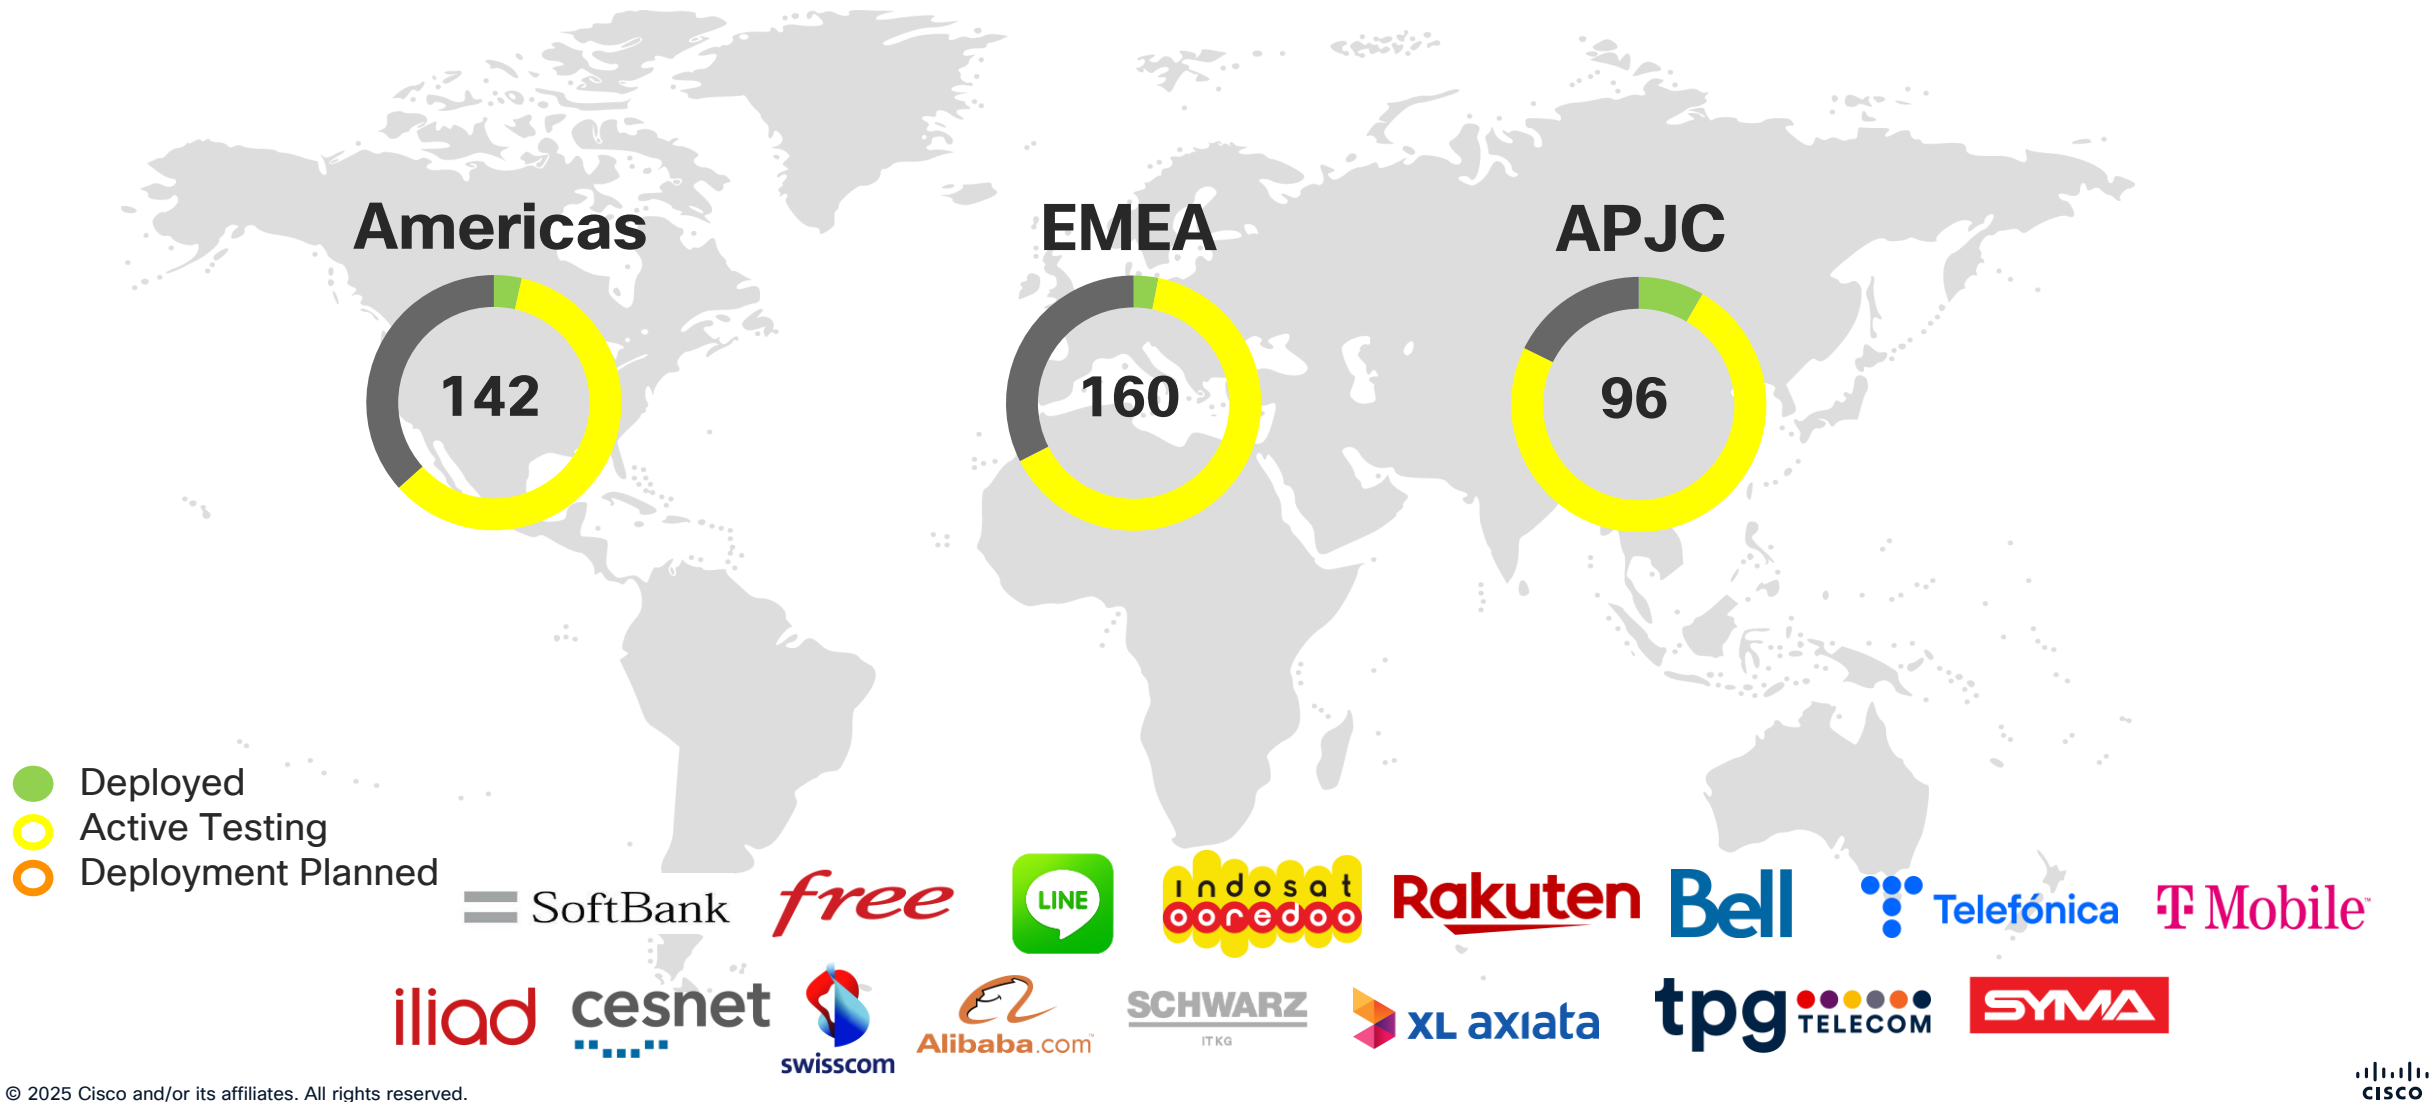 Americas
EMEA
APJC
142
160
96
Deployed
Active Testing
Deployment Planned
SoftBank
free
LINE
indosat
ooredoo
Rakuten
Bell
Telefónica
T Mobile
iliad
cesnet
swisscom
Alibaba.com
SCHWARZ
IT KG
XL axiata
tpg
TELECOM
SYMA
© 2025 Cisco and/or its affiliates. All rights reserved.
CISCO